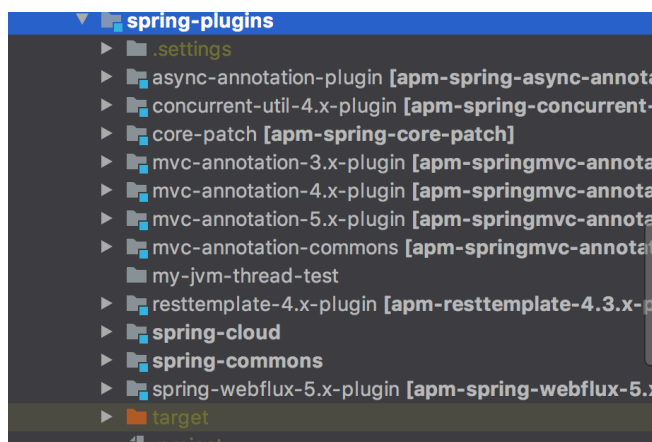 spring-plugins
.settings
async-annotation-plugin [apm-spring-async-annota
concurrent-util-4.x-plugin [apm-spring-concurrent-
core-patch [apm-spring-core-patch]
mvc-annotation-3.x-plugin [apm-springmvc-annota
mvc-annotation-4.x-plugin [apm-springmvc-annota
mvc-annotation-5.x-plugin [apm-springmvc-annota
mvc-annotation-commons [apm-springmvc-annotat
my-jvm-thread-test
resttemplate-4.x-plugin [apm-resttemplate-4.3.x-p
spring-cloud
spring-commons
spring-webflux-5.x-plugin [apm-spring-webflux-5.x
target